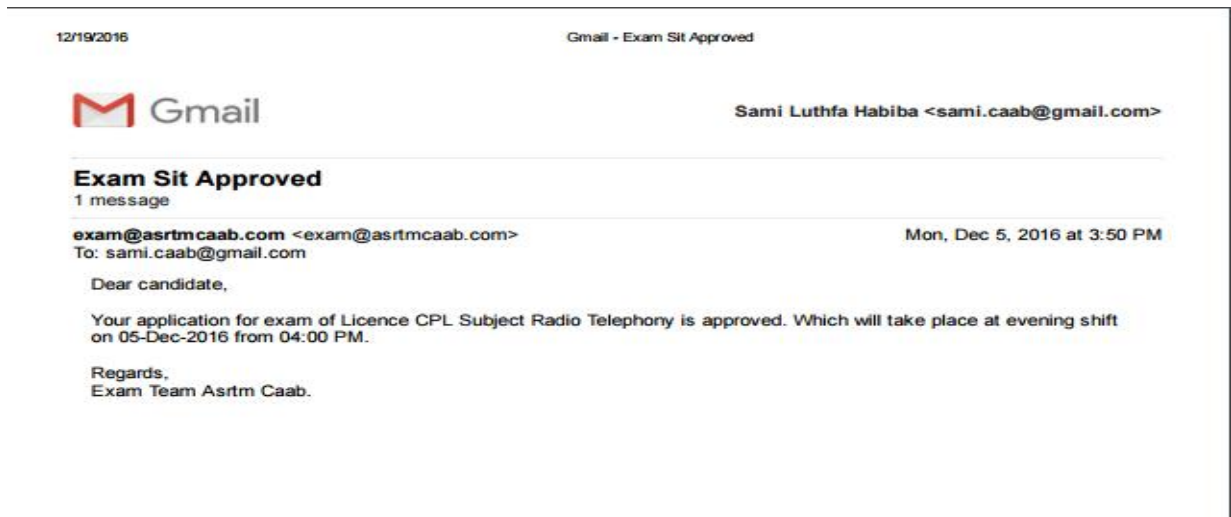 12/19/2016 Gmail - Exam Sit Approved
Gmail Sami Luthfa Habiba <sami.caab@gmail.com>
Exam Sit Approved
1 message
exam@asrtmcaab.com <exam@asrtmcaab.com> Mon, Dec 5, 2016 at 3:50 PM
To: sami.caab@gmail.com
Dear candidate,
Your application for exam of Licence CPL Subject Radio Telephony is approved. Which will take place at evening shift
on 05-Dec-2016 from 04:00 PM.
Regards,
Exam Team Asrtm Caab.